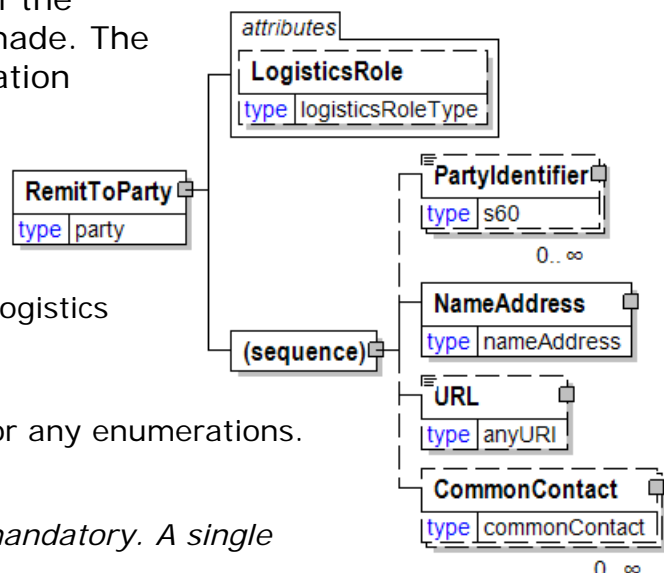 the
made. The
ation
ogistics
or any enumerations.
mandatory. A single
attributes
LogisticsRole
type logisticsRoleType
RemitToParty
type party
(sequence)
PartyIdentifier
type s60
0.. ∞
NameAddress
type nameAddress
URL
type anyURI
CommonContact
type commonContact
0.. ∞